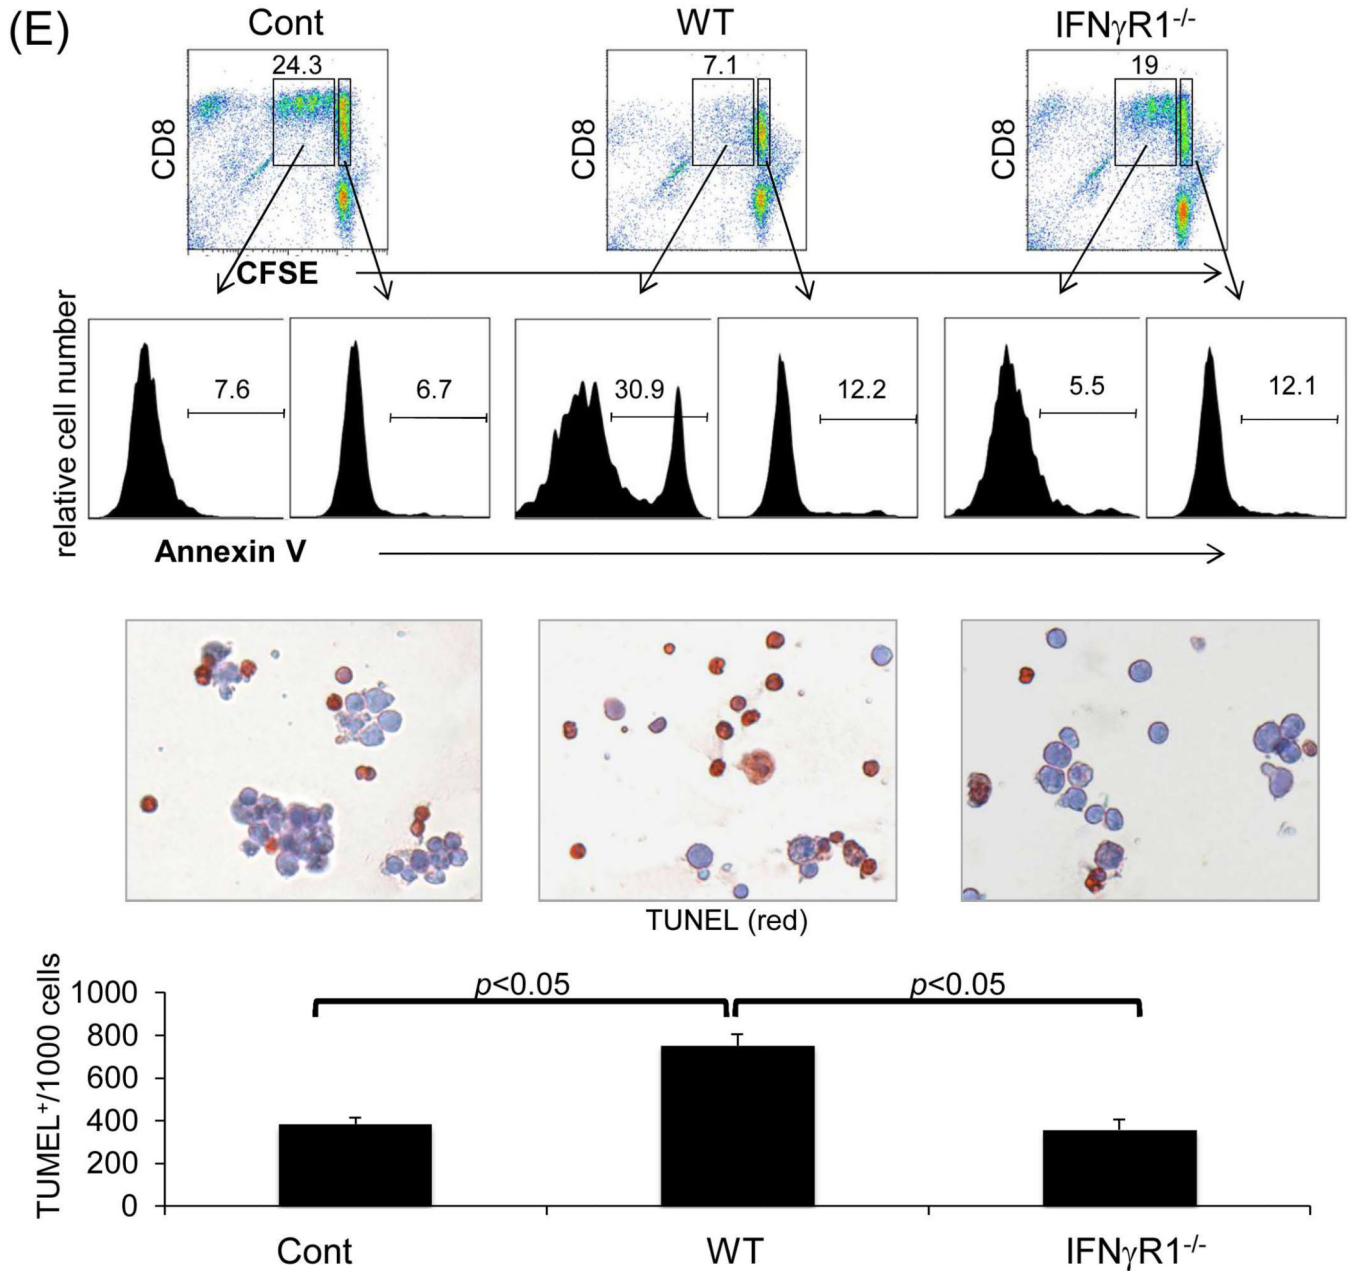 (E)
Cont WT IFNγR1-/-
24.3 7.1 19
CD8 CD8 CD8
CFSE
relative cell number
7.6 6.7 30.9 12.2 5.5 12.1
Annexin V
TUNEL (red)
TUMEL+/1000 cells
p<0.05 p<0.05
1000
800
600
400
200
0
Cont WT IFNγR1-/-